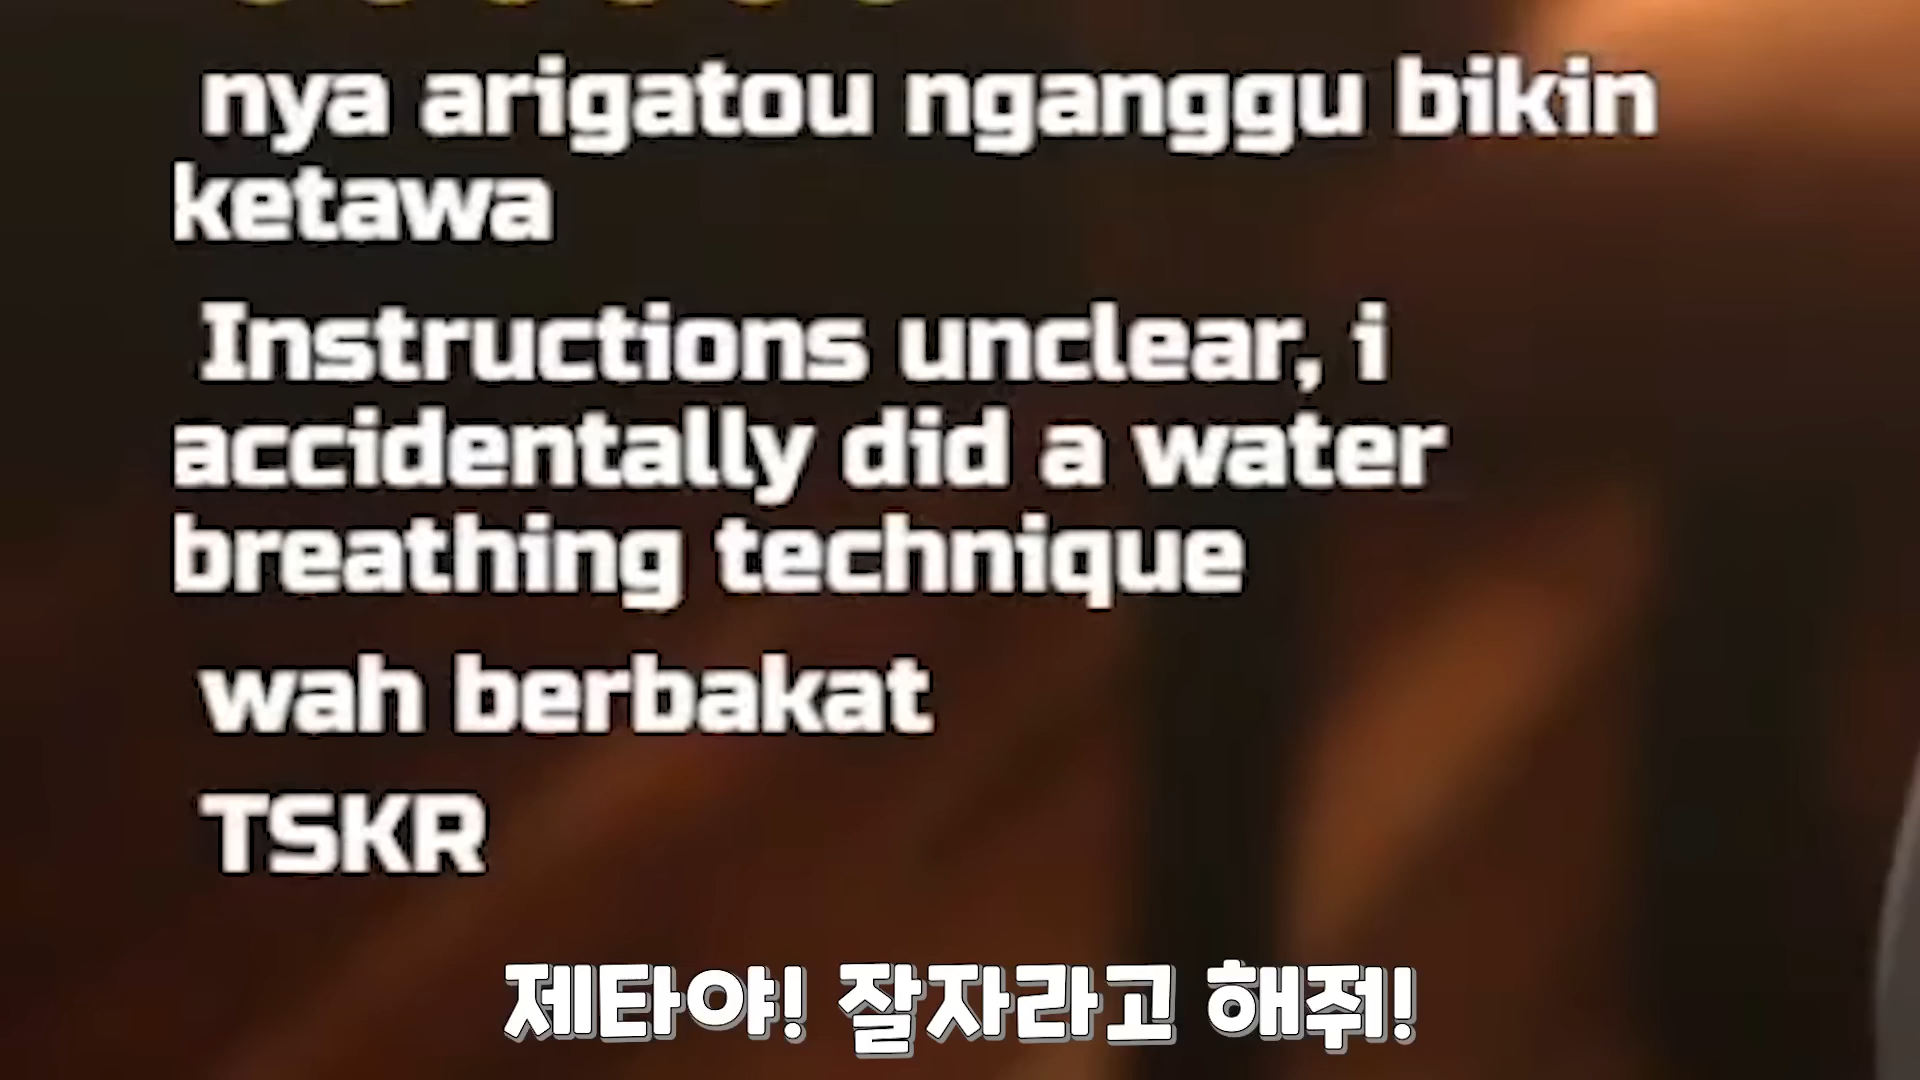 nya arigatou nganggu bikin
ketawa
Instructions unclear, i
accidentally did a water
breathing technique
wah berbakat
TSKR
제타야! 잘자라고 해줘!